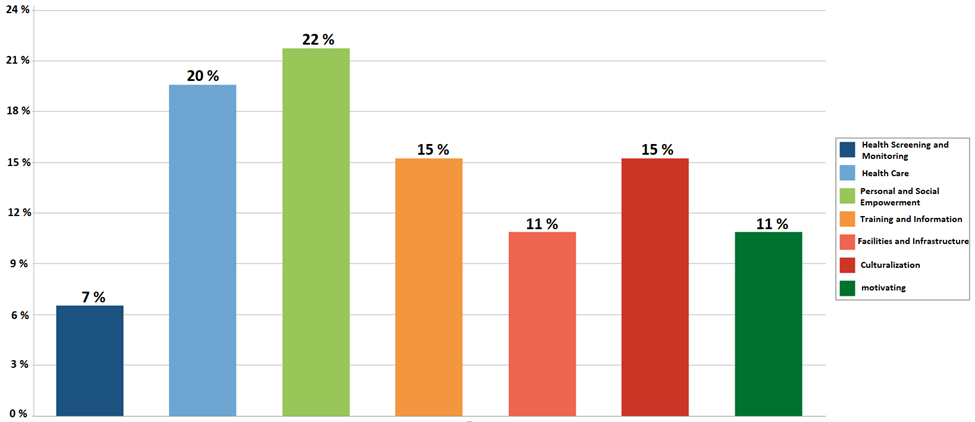 24 %
21 %
18 %
15 %
12 %
9 %
6 %
3 %
0 %
7 %
20 %
22 %
15 %
11 %
15 %
11 %
Health Screening and
Monitoring
Health Care
Personal and Social
Empowerment
Training and Information
Facilities and Infrastructure
Culturalization
motivating